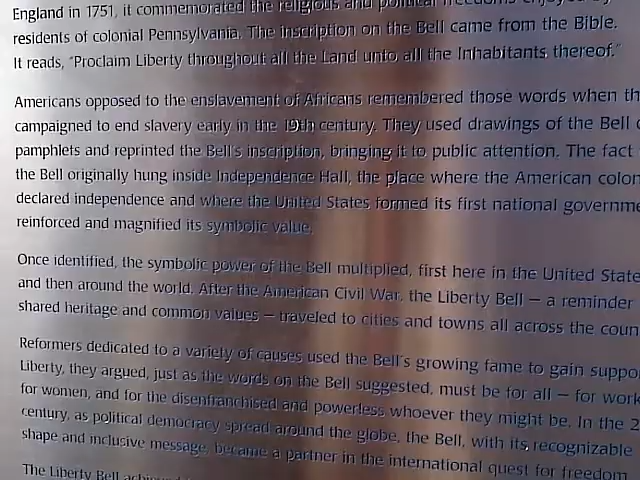 England in 1751, it commemorated the religious and political freedoms enjoyed by
residents of colonial Pennsylvania. The inscription on the Bell came from the Bible.
It reads, "Proclaim Liberty throughout all the Land unto all the Inhabitants thereof."
Americans opposed to the enslavement of Africans remembered those words when th
campaigned to end slavery early in the 19th century. They used drawings of the Bell
pamphlets and reprinted the Bell's inscription, bringing it to public attention. The fact
the Bell originally hung inside Independence Hall, the place where the American colon
declared independence and where the United States formed its first national governme
reinforced and magnified its symbolic value.
Once identified, the symbolic power of the Bell multiplied, first here in the United State
and then around the world. After the American Civil War, the Liberty Bell – a reminder
shared heritage and common values – traveled to cities and towns all across the coun
Reformers dedicated to a variety of causes used the Bell's growing fame to gain suppo
Liberty, they argued, just as the words on the Bell suggested, must be for all – for work
for women, and for the disenfranchised and powerless whoever they might be. In the 2
century, as political democracy spread around the globe, the Bell, with its recognizable
shape and inclusive message, became a partner in the international quest for freedom.
The Liberty Bell achieved